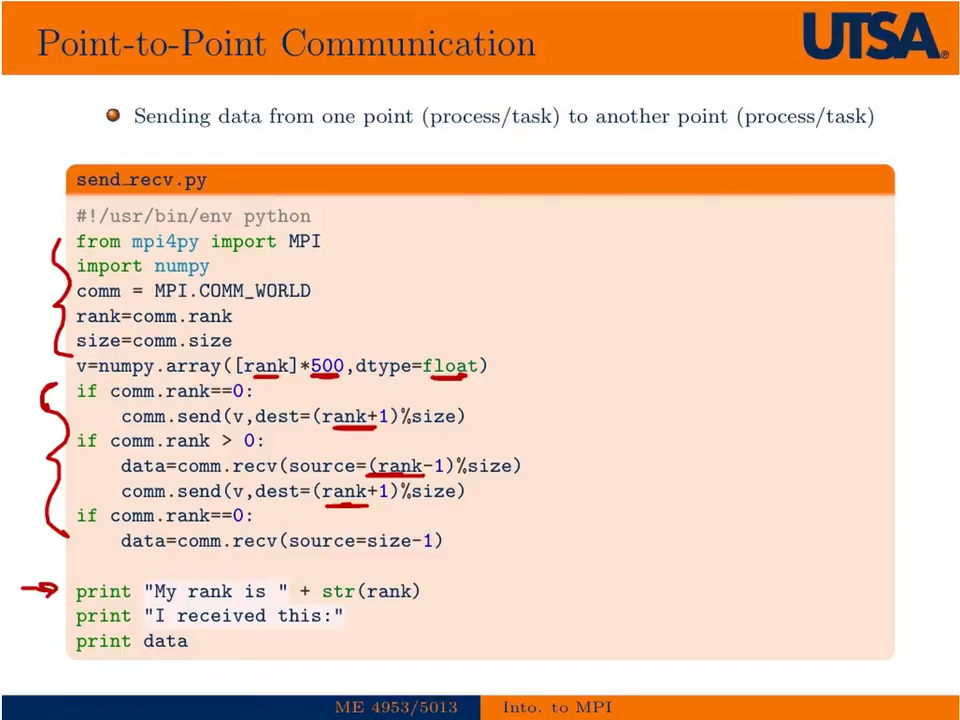 Point-to-Point Communication
UTSA®
Sending data from one point (process/task) to another point (process/task)
send_recv.py
#!/usr/bin/env python
from mpi4py import MPI
import numpy
comm = MPI.COMM_WORLD
rank=comm.rank
size=comm.size
v=numpy.array([rank]*500,dtype=float)
if comm.rank==0:
    comm.send(v,dest=(rank+1)%size)
if comm.rank > 0:
    data=comm.recv(source=(rank-1)%size)
    comm.send(v,dest=(rank+1)%size)
if comm.rank==0:
    data=comm.recv(source=size-1)
print "My rank is " + str(rank)
print "I received this:"
print data
ME 4953/5013 Into. to MPI